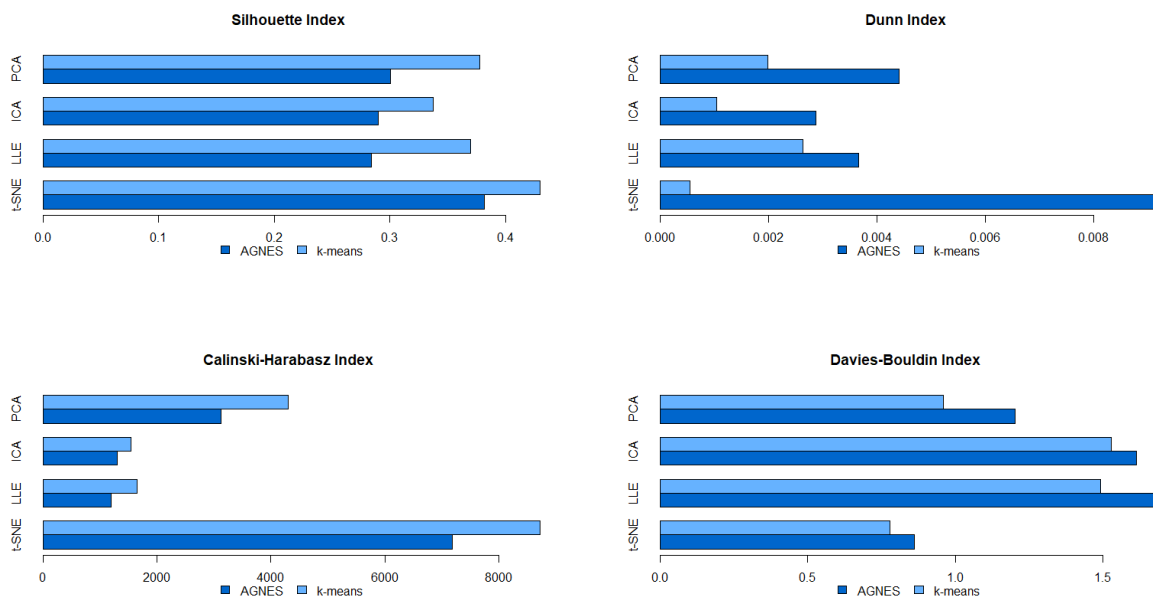 Silhouette Index
PCA
ICA
LLE
t-SNE
0.0 0.1 0.2 0.3 0.4
AGNES k-means
Dunn Index
PCA
ICA
LLE
t-SNE
0.000 0.002 0.004 0.006 0.008
AGNES k-means
Calinski-Harabasz Index
PCA
ICA
LLE
t-SNE
0 2000 4000 6000 8000
AGNES k-means
Davies-Bouldin Index
PCA
ICA
LLE
t-SNE
0.0 0.5 1.0 1.5
AGNES k-means